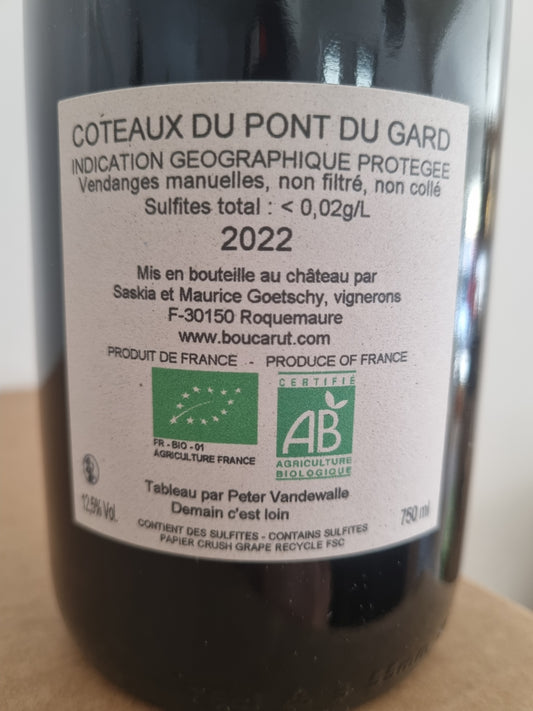 COTEAUX DU PONT DU GARD
INDICATION GEOGRAPHIQUE PROTEGEE
Vendanges manuelles, non filtré, non collé
Sulfites total : < 0,02g/L
2022
Mis en bouteille au château par
Saskia et Maurice Goetschy, vignerons
F-30150 Roquemaure
www.boucarut.com
PRODUIT DE FRANCE - PRODUCE OF FRANCE
CERTIFIÉ
AB
AGRICULTURE
BIOLOGIQUE
FR - BIO - 01
AGRICULTURE FRANCE
Tableau par Peter Vandewalle
Demain c'est loin
12,5% Vol.
750 ml
CONTIENT DES SULFITES - CONTAINS SULFITES
PAPIER CRUSH GRAPE RECYCLE FSC